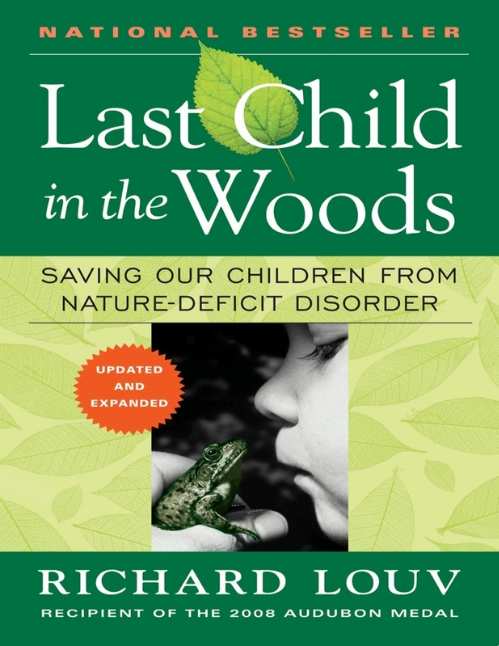 NATIONAL BESTSELLER
Last Child
in the Woods
SAVING OUR CHILDREN FROM
NATURE-DEFICIT DISORDER
UPDATED
AND
EXPANDED
RICHARD LOUV
RECIPIENT OF THE 2008 AUDUBON MEDAL